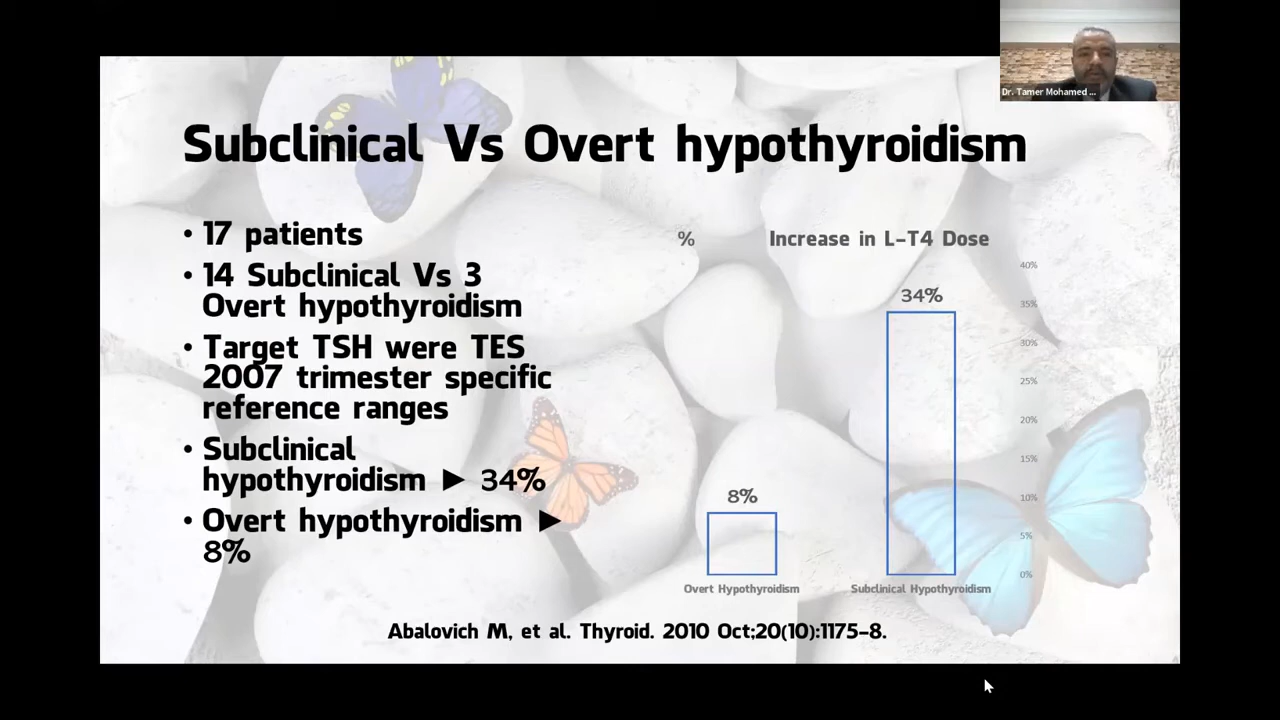 Dr. Tamer Mohamed ...
Subclinical Vs Overt hypothyroidism
• 17 patients
• 14 Subclinical Vs 3
Overt hypothyroidism
• Target TSH were TES
2007 trimester specific
reference ranges
• Subclinical
hypothyroidism ► 34%
• Overt hypothyroidism ►
8%
% Increase in L-T4 Dose
40%
35%
30%
25%
20%
15%
10%
5%
0%
34%
8%
Overt Hypothyroidism
Subclinical Hypothyroidism
Abalovich M, et al. Thyroid. 2010 Oct;20(10):1175-8.